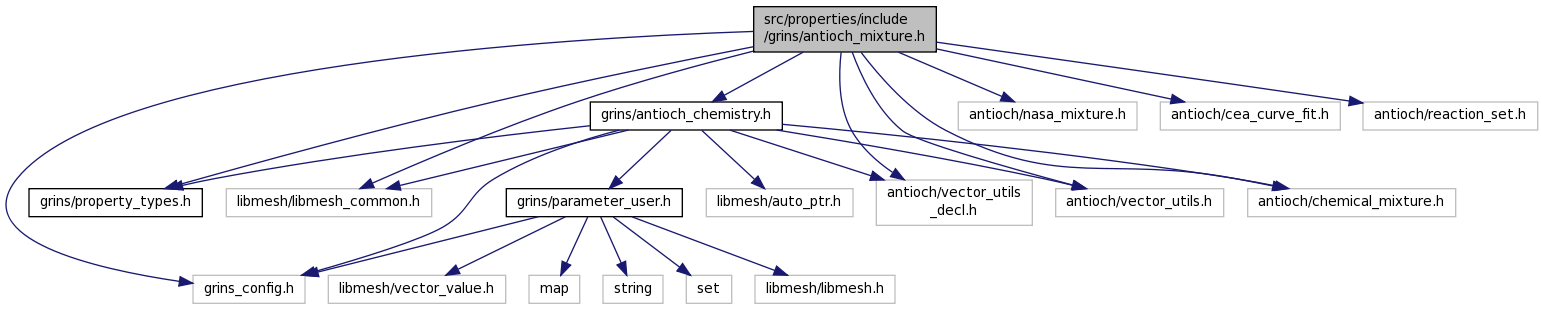 src/properties/include
/grins/antioch_mixture.h
grins/antioch_chemistry.h
antioch/nasa_mixture.h
antioch/cea_curve_fit.h
antioch/reaction_set.h
grins/property_types.h
libmesh/libmesh_common.h
grins/parameter_user.h
libmesh/auto_ptr.h
antioch/vector_utils
_decl.h
antioch/vector_utils.h
antioch/chemical_mixture.h
grins_config.h
libmesh/vector_value.h
map
string
set
libmesh/libmesh.h